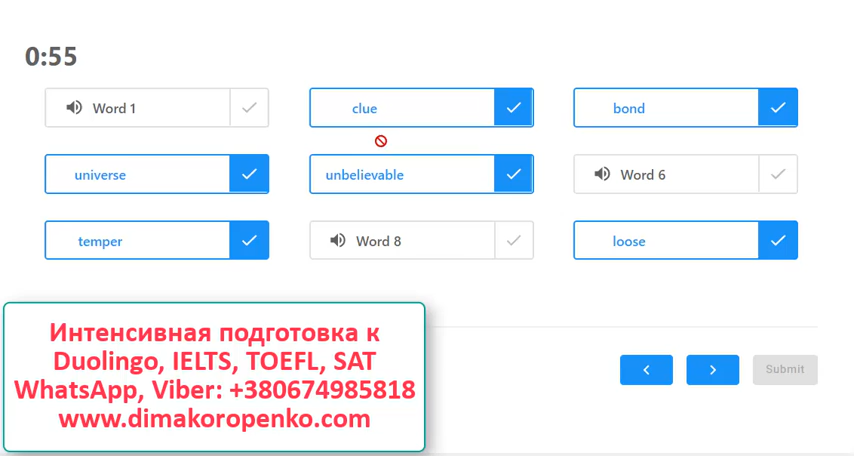 0:55
Word 1
clue
bond
universe
unbelievable
Word 6
temper
Word 8
loose
Submit
Интенсивная подготовка к
Duolingo, IELTS, TOEFL, SAT
WhatsApp, Viber: +380674985818
www.dimakoropenko.com